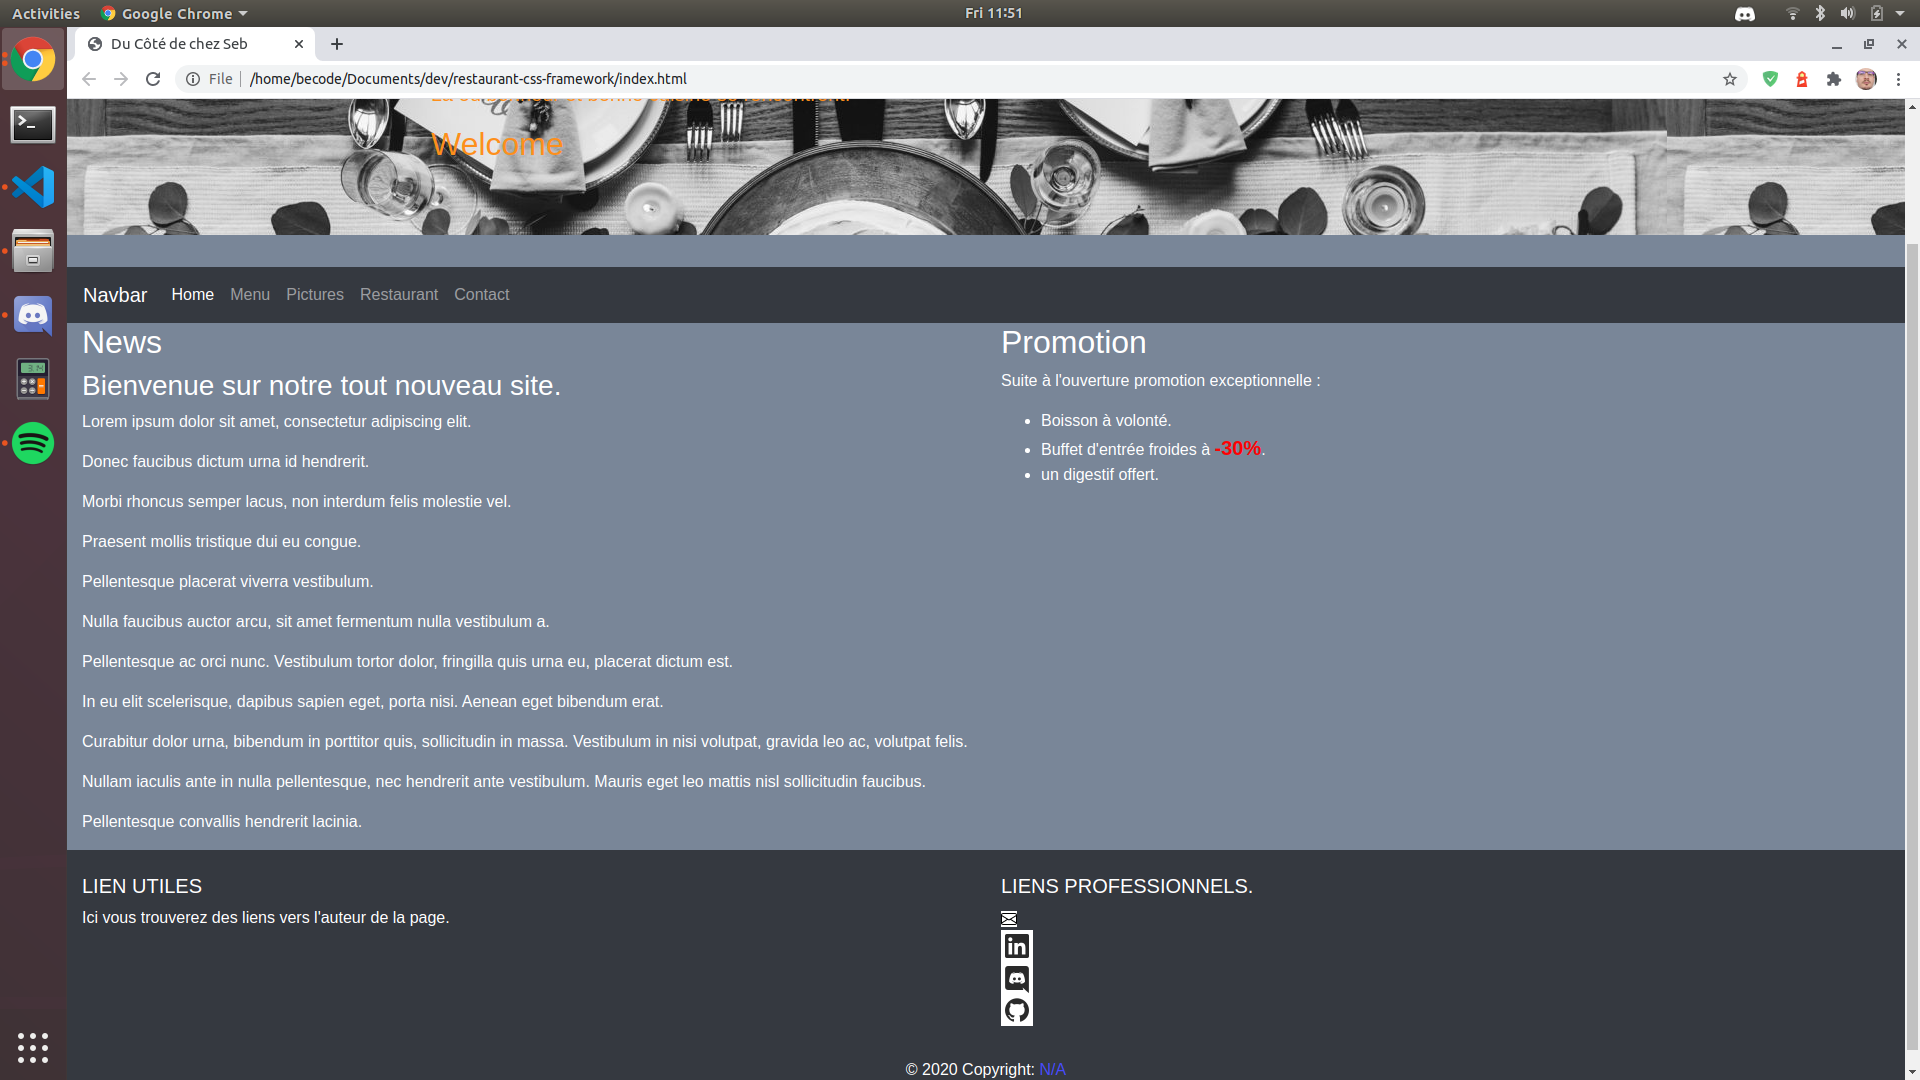 Activities
Google Chrome
Fri 11:51
Du Côté de chez Seb
File
/home/becode/Documents/dev/restaurant-css-framework/index.html
Welcome
Navbar Home Menu Pictures Restaurant Contact
News
Bienvenue sur notre tout nouveau site.
Lorem ipsum dolor sit amet, consectetur adipiscing elit.
Donec faucibus dictum urna id hendrerit.
Morbi rhoncus semper lacus, non interdum felis molestie vel.
Praesent mollis tristique dui eu congue.
Pellentesque placerat viverra vestibulum.
Nulla faucibus auctor arcu, sit amet fermentum nulla vestibulum a.
Pellentesque ac orci nunc. Vestibulum tortor dolor, fringilla quis urna eu, placerat dictum est.
In eu elit scelerisque, dapibus sapien eget, porta nisi. Aenean eget bibendum erat.
Curabitur dolor urna, bibendum in porttitor quis, sollicitudin in massa. Vestibulum in nisi volutpat, gravida leo ac, volutpat felis.
Nullam iaculis ante in nulla pellentesque, nec hendrerit ante vestibulum. Mauris eget leo mattis nisl sollicitudin faucibus.
Pellentesque convallis hendrerit lacinia.
Promotion
Suite à l'ouverture promotion exceptionnelle :
Boisson à volonté.
Buffet d'entrée froides à -30%.
un digestif offert.
LIEN UTILES
Ici vous trouverez des liens vers l'auteur de la page.
LIENS PROFESSIONNELS.
© 2020 Copyright: N/A